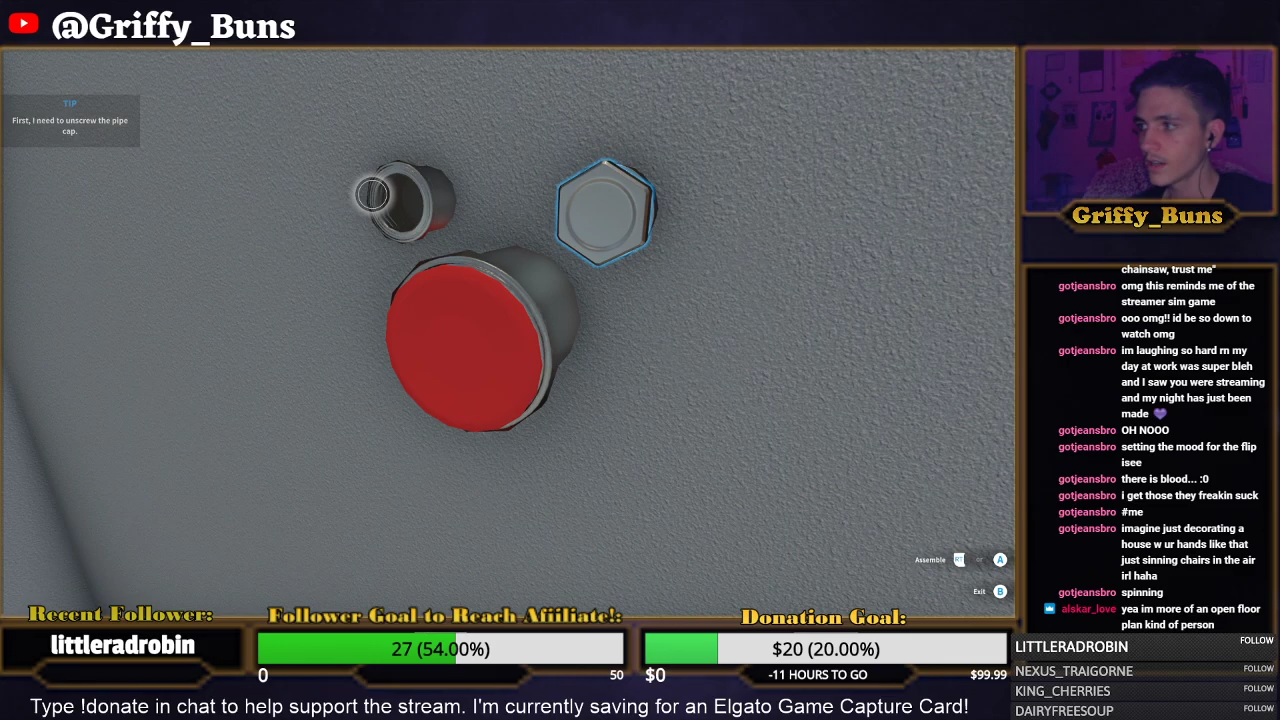 @Griffy_Buns
TIP
First, I need to unscrew the pipe
cap.
Assemble RT or A
Exit B
Griffy_Buns
chainsaw, trust me"
gotjeansbro omg this reminds me of the
streamer sim game
gotjeansbro ooo omg!! id be so down to
watch omg
gotjeansbro im laughing so hard rn my
day at work was super bleh
and I saw you were streaming
and my night has just been
made 💜
gotjeansbro OH NOOO
gotjeansbro setting the mood for the flip
isee
gotjeansbro there is blood... :0
gotjeansbro i get those they freakin suck
gotjeansbro #me
gotjeansbro imagine just decorating a
house w ur hands like that
just sinning chairs in the air
irl haha
gotjeansbro spinning
alskar_love yea im more of an open floor
plan kind of person
Recent Follower:
littleradrobin
Follower Goal to Reach Affiliate!:
27 (54.00%)
0 50
Donation Goal:
$20 (20.00%)
$0 -11 HOURS TO GO $99.99
LITTLERADROBIN FOLLOW
NEXUS_TRAIGORNE FOLLOW
KING_CHERRIES FOLLOW
DAIRYFREESOUP FOLLOW
Type !donate in chat to help support the stream. I'm currently saving for an Elgato Game Capture Card!